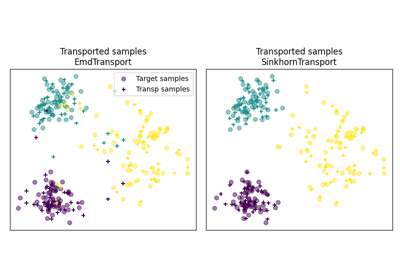 Transported samples
EmdTransport
Target samples
Transp samples
Transported samples
SinkhornTransport